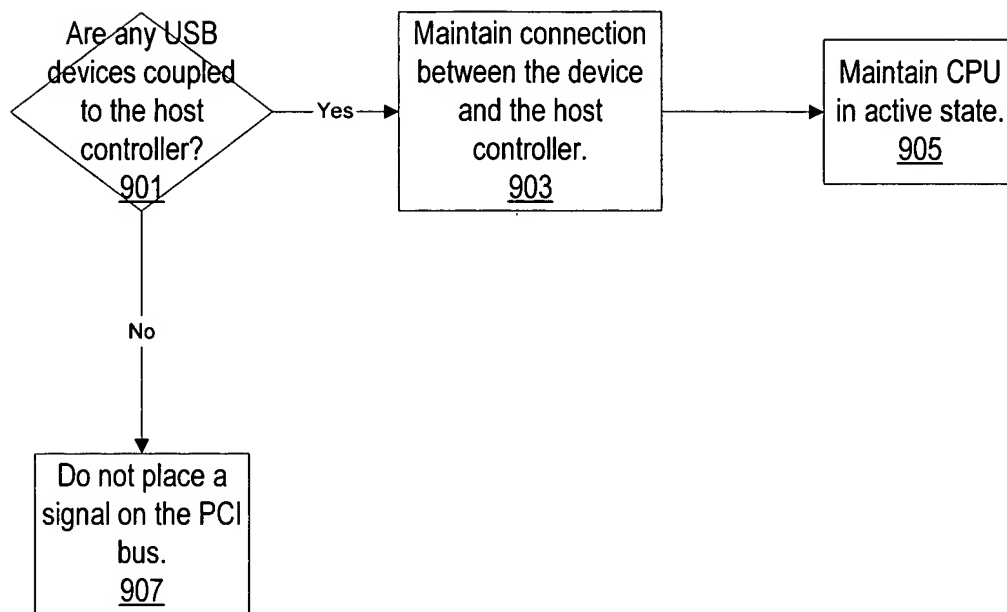 Are any USB
devices coupled
to the host
controller?
901
Yes
Maintain connection
between the device
and the host
controller.
903
Maintain CPU
in active state.
905
No
Do not place a
signal on the PCI
bus.
907